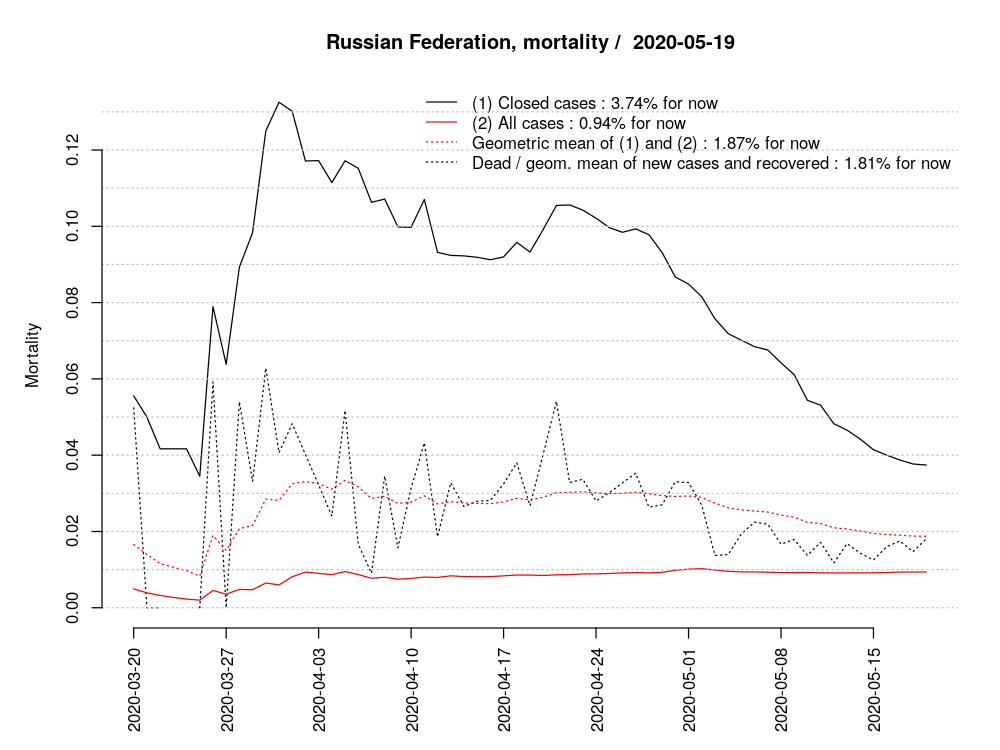 Russian Federation, mortality /  2020-05-19
(1) Closed cases : 3.74% for now
(2) All cases : 0.94% for now
Geometric mean of (1) and (2) : 1.87% for now
Dead / geom. mean of new cases and recovered : 1.81% for now
Mortality
0.12
0.10
0.08
0.06
0.04
0.02
0.00
2020-03-20
2020-03-27
2020-04-03
2020-04-10
2020-04-17
2020-04-24
2020-05-01
2020-05-08
2020-05-15